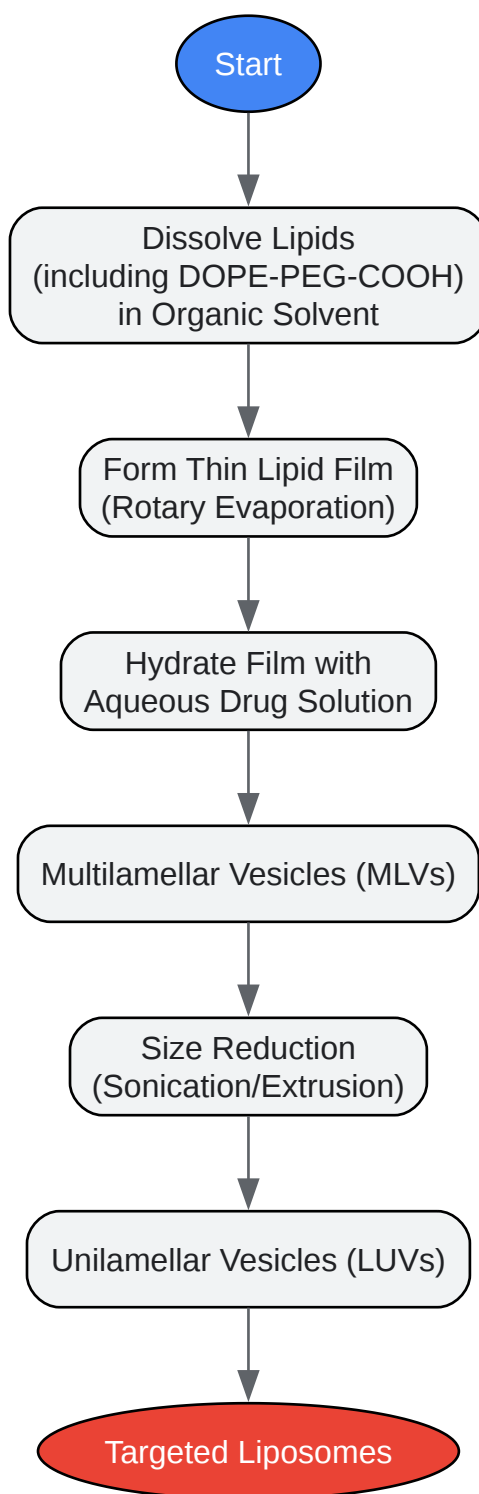 Start
Dissolve Lipids
(including DOPE-PEG-COOH)
in Organic Solvent
Form Thin Lipid Film
(Rotary Evaporation)
Hydrate Film with
Aqueous Drug Solution
Multilamellar Vesicles (MLVs)
Size Reduction
(Sonication/Extrusion)
Unilamellar Vesicles (LUVs)
Targeted Liposomes